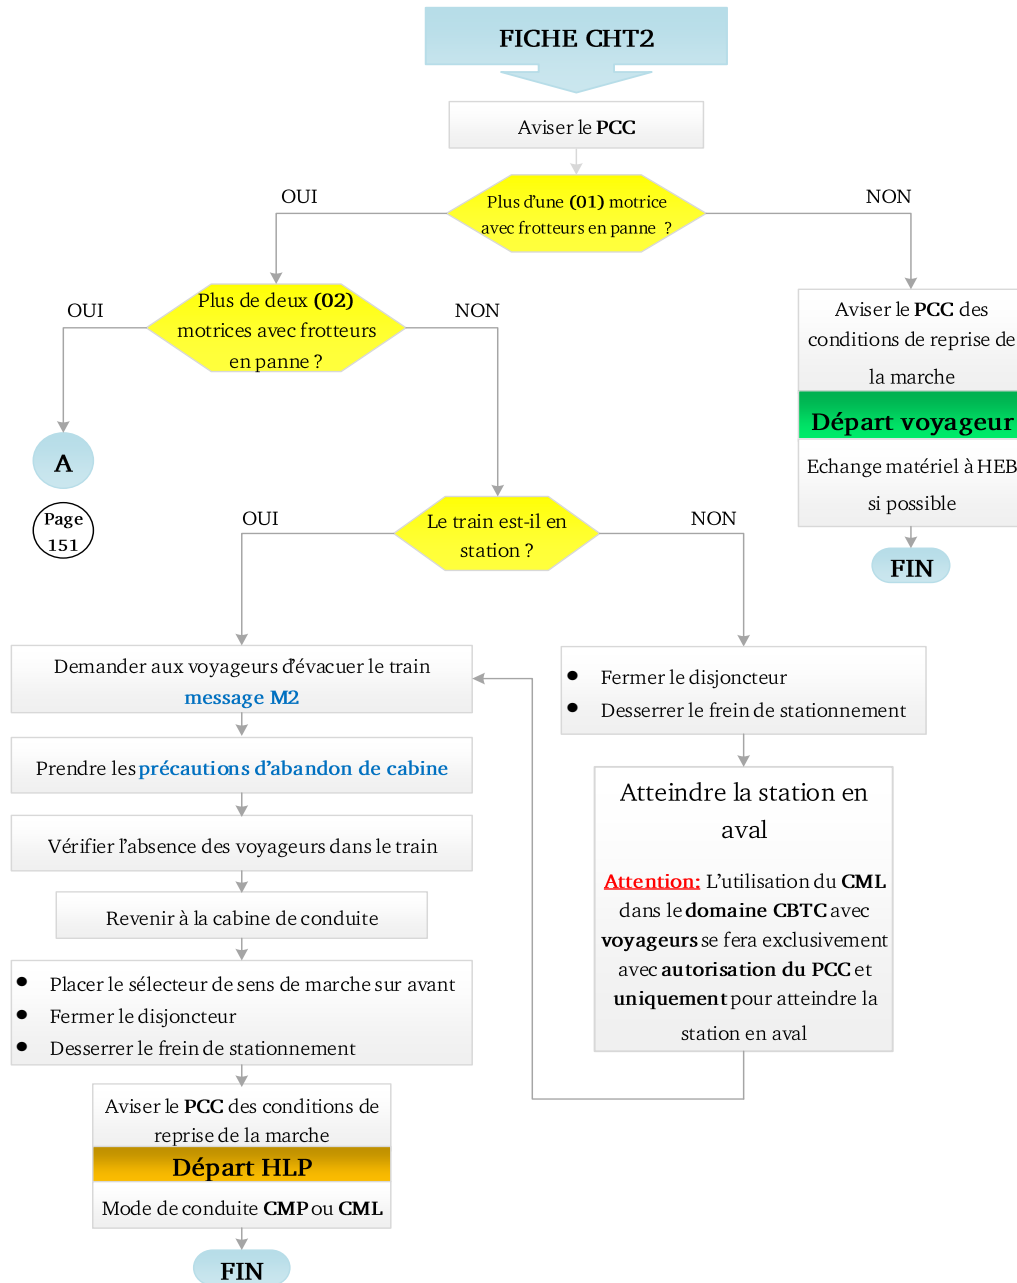 FICHE CHT2
Aviser le PCC
OUI
Plus d'une (01) motrice
avec frotteurs en panne ?
NON
OUI
Plus de deux (02)
motrices avec frotteurs
en panne ?
NON
Aviser le PCC des
conditions de reprise de
la marche
Départ voyageur
Echange matériel à HEB
si possible
FIN
A
Page
151
OUI
Le train est-il en
station ?
NON
Demander aux voyageurs d'évacuer le train
message M2
Prendre les précautions d'abandon de cabine
Vérifier l'absence des voyageurs dans le train
Revenir à la cabine de conduite
• Placer le sélecteur de sens de marche sur avant
• Fermer le disjoncteur
• Desserrer le frein de stationnement
Aviser le PCC des conditions de
reprise de la marche
Départ HLP
Mode de conduite CMP ou CML
FIN
• Fermer le disjoncteur
• Desserrer le frein de stationnement
Atteindre la station en
aval
Attention: L'utilisation du CML
dans le domaine CBTC avec
voyageurs se fera exclusivement
avec autorisation du PCC et
uniquement pour atteindre la
station en aval